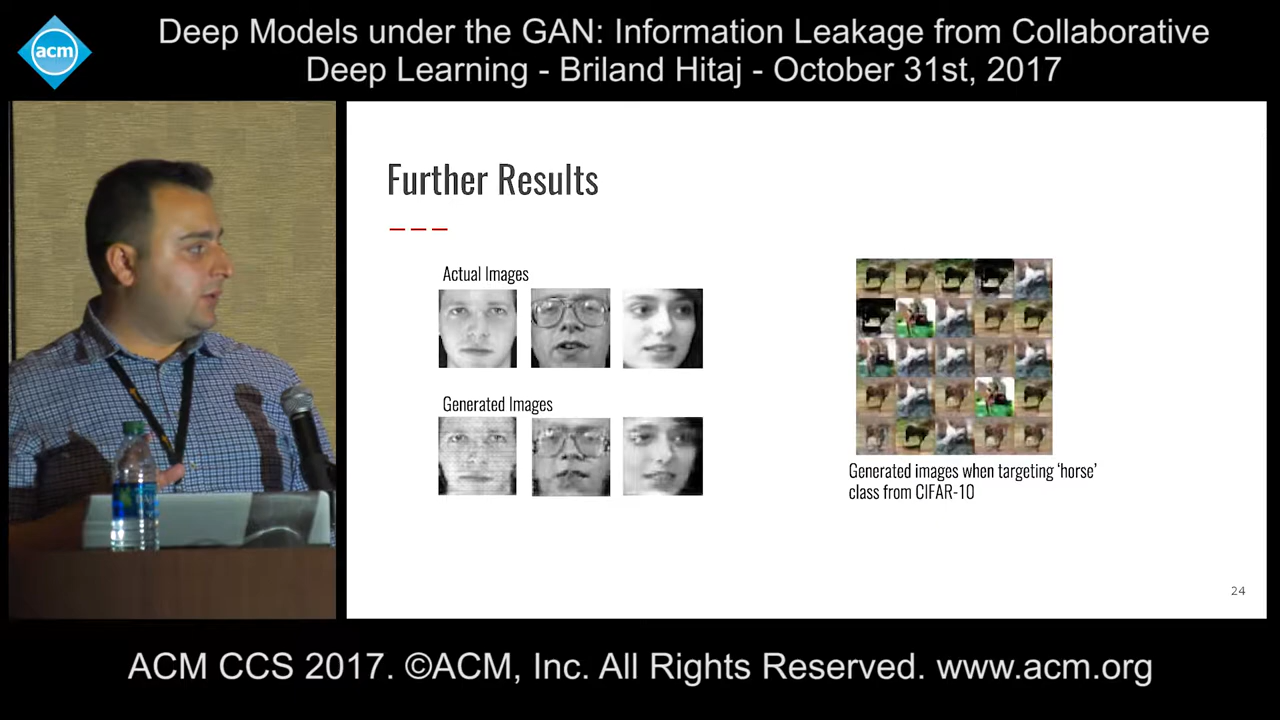 acm
Deep Models under the GAN: Information Leakage from Collaborative
Deep Learning - Briland Hitaj - October 31st, 2017
Further Results
Actual Images
Generated Images
Generated images when targeting ‘horse’
class from CIFAR-10
24
ACM CCS 2017. ©ACM, Inc. All Rights Reserved. www.acm.org